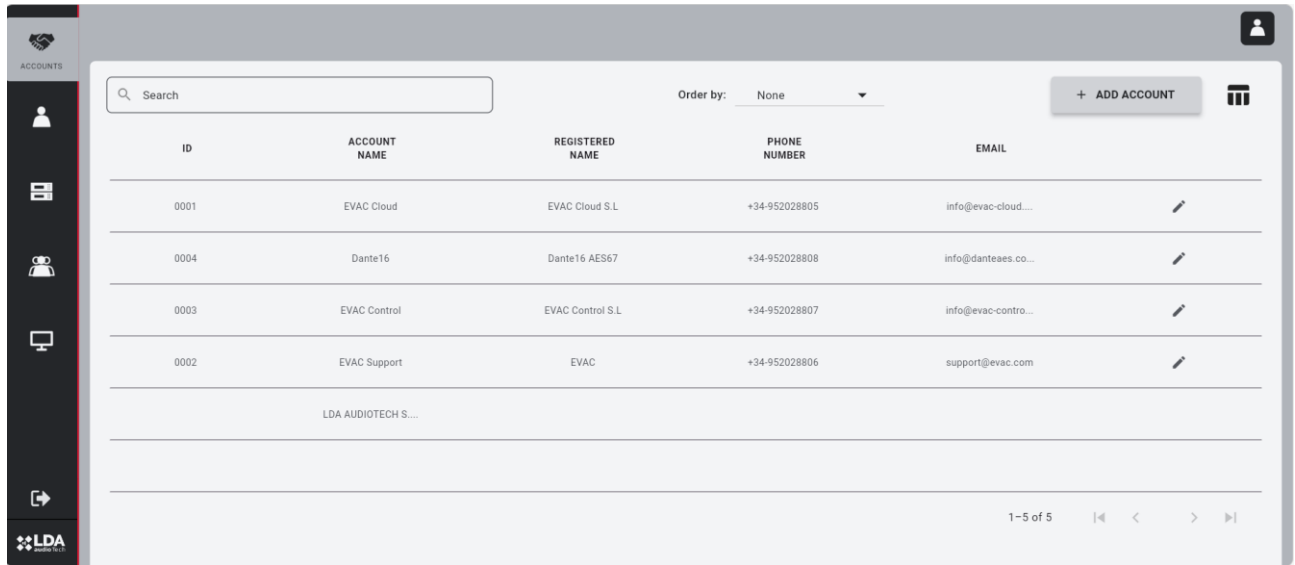 ACCOUNTS
Search
Order by: None
+ ADD ACCOUNT
ID ACCOUNT NAME REGISTERED NAME PHONE NUMBER EMAIL
0001 EVAC Cloud EVAC Cloud S.L +34-952028805 info@evac-cloud....
0004 Dante16 Dante16 AES67 +34-952028808 info@danteaes.co...
0003 EVAC Control EVAC Control S.L +34-952028807 info@evac-contro...
0002 EVAC Support EVAC +34-952028806 support@evac.com
LDA AUDIOTECH S....
1-5 of 5
LDA
audio Tech